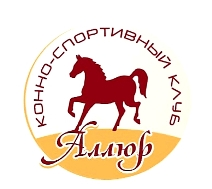 КОННО-СПОРТИВНЫЙ КЛУБ
Аллюр